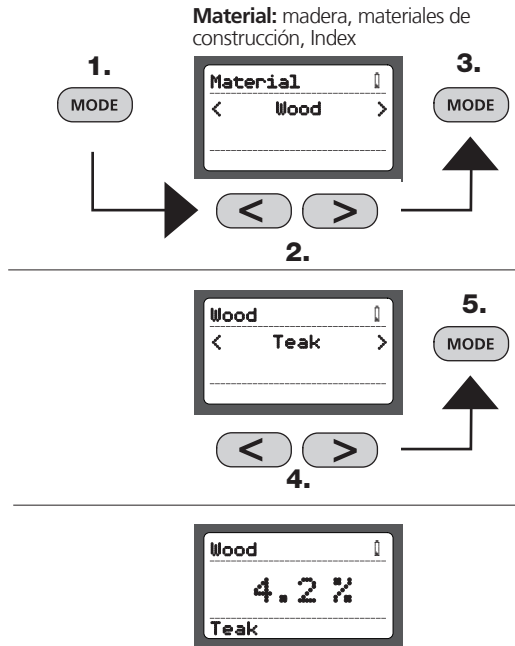 Material: madera, materiales de
construcción, Index
1.
MODE
Material
< Wood >
3.
MODE
< >
2.
Wood
< Teak >
5.
MODE
< >
4.
Wood
4.2 %
Teak